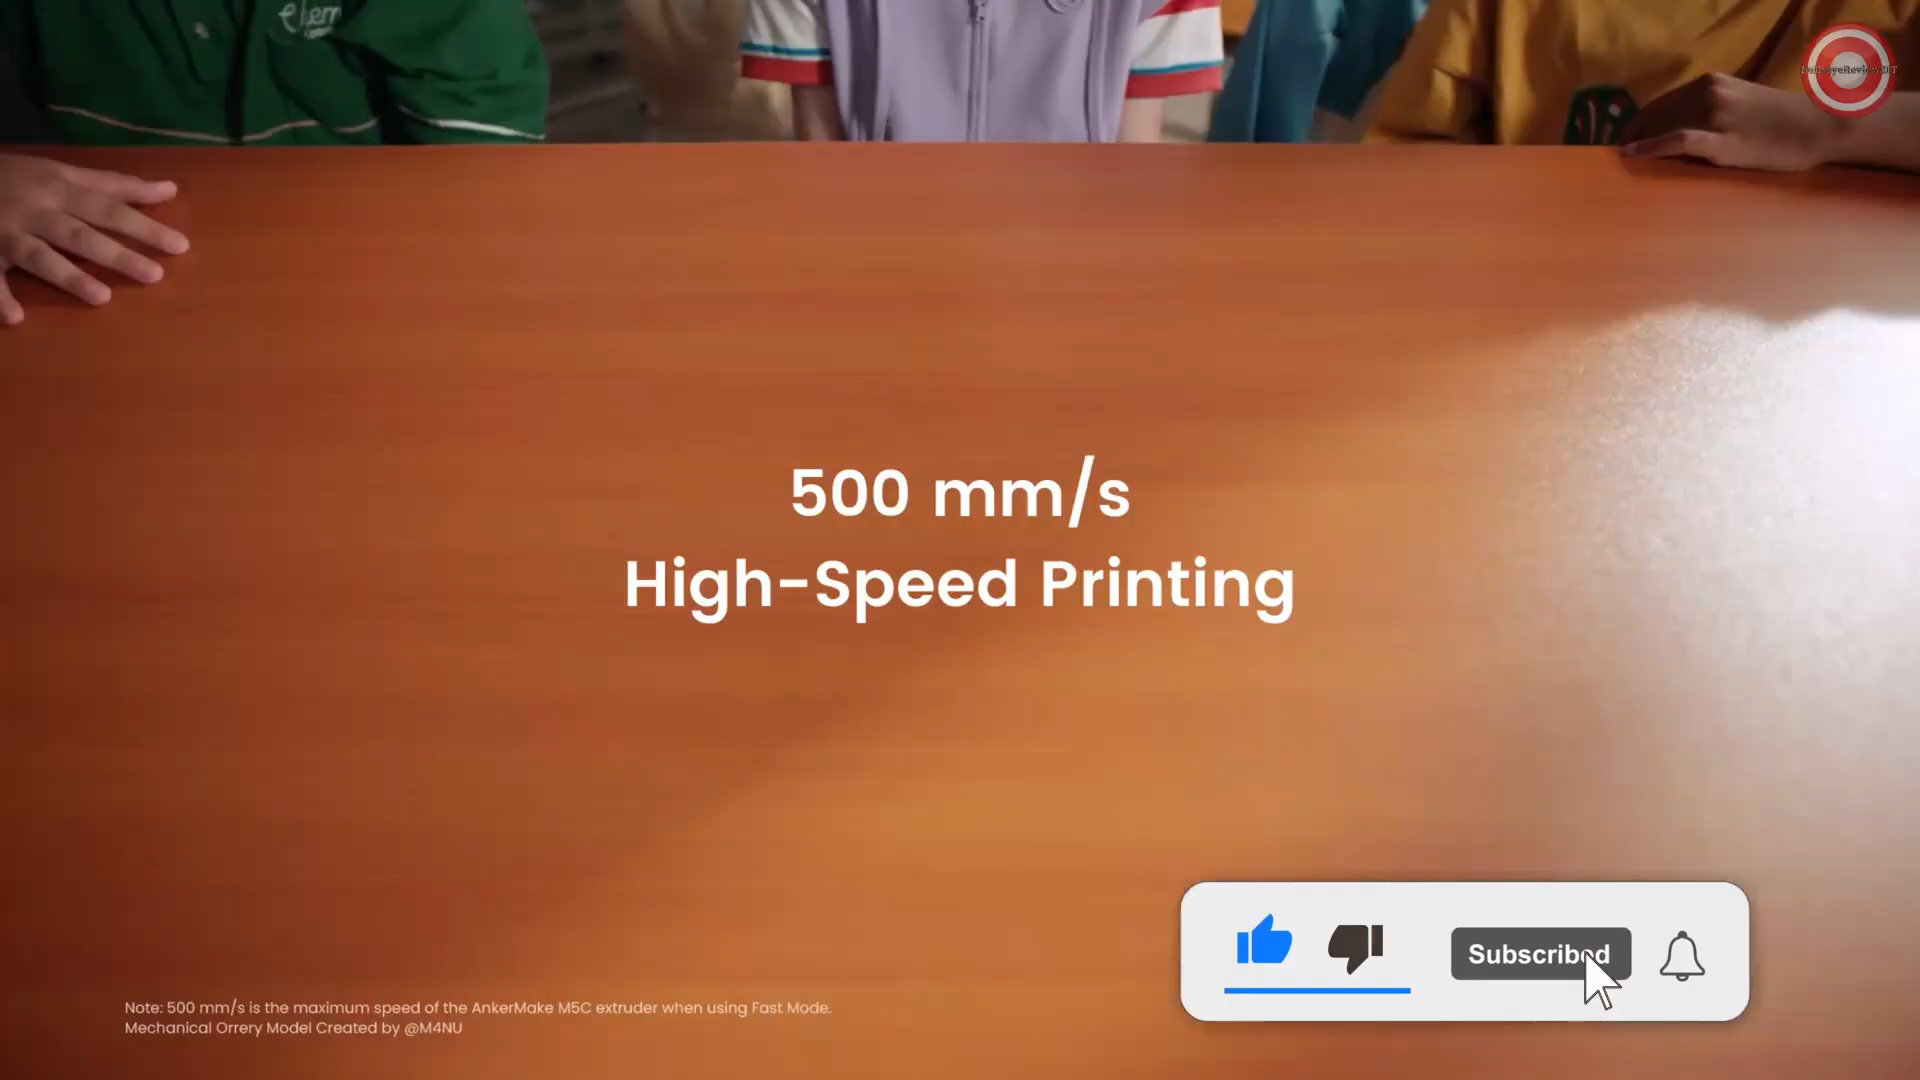 500 mm/s
High-Speed Printing
Subscribed
Note: 500 mm/s is the maximum speed of the AnkerMake M5C extruder when using Fast Mode.
Mechanical Orrery Model Created by @M4NU